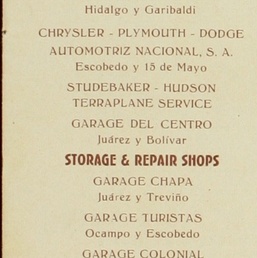 Hidalgo y Garibaldi
CHRYSLER - PLYMOUTH - DODGE
AUTOMOTRIZ NACIONAL, S. A.
Escobedo y 15 de Mayo
STUDEBAKER - HUDSON
TERRAPLANE SERVICE
GARAGE DEL CENTRO
Juárez y Bolívar
STORAGE & REPAIR SHOPS
GARAGE CHAPA
Juárez y Treviño
GARAGE TURISTAS
Ocampo y Escobedo
GARAGE COLONIAL